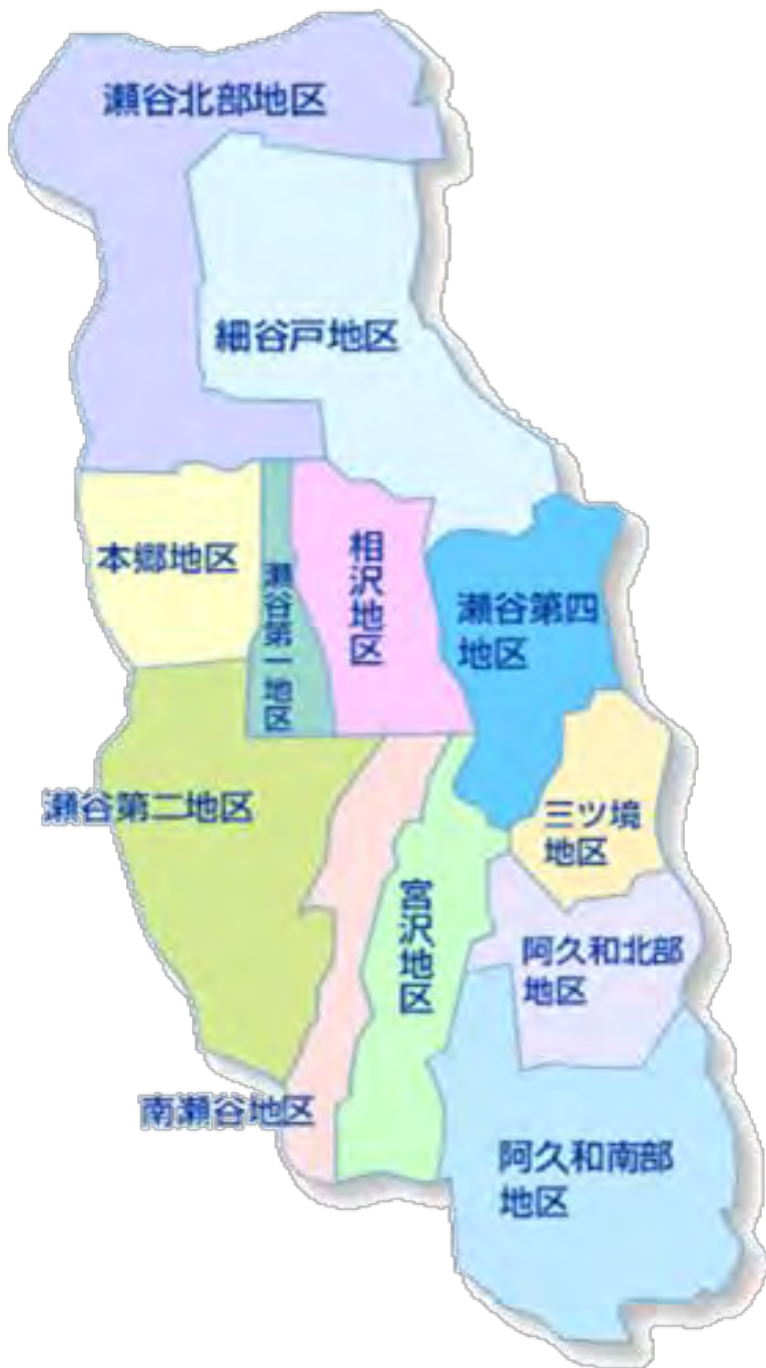 瀬谷北部地区
細谷戸地区
本郷地区
瀬谷第一地区
相沢地区
瀬谷第四
地区
瀬谷第二地区
三ツ境
地区
宮沢地区
阿久和北部
地区
南瀬谷地区
阿久和南部
地区